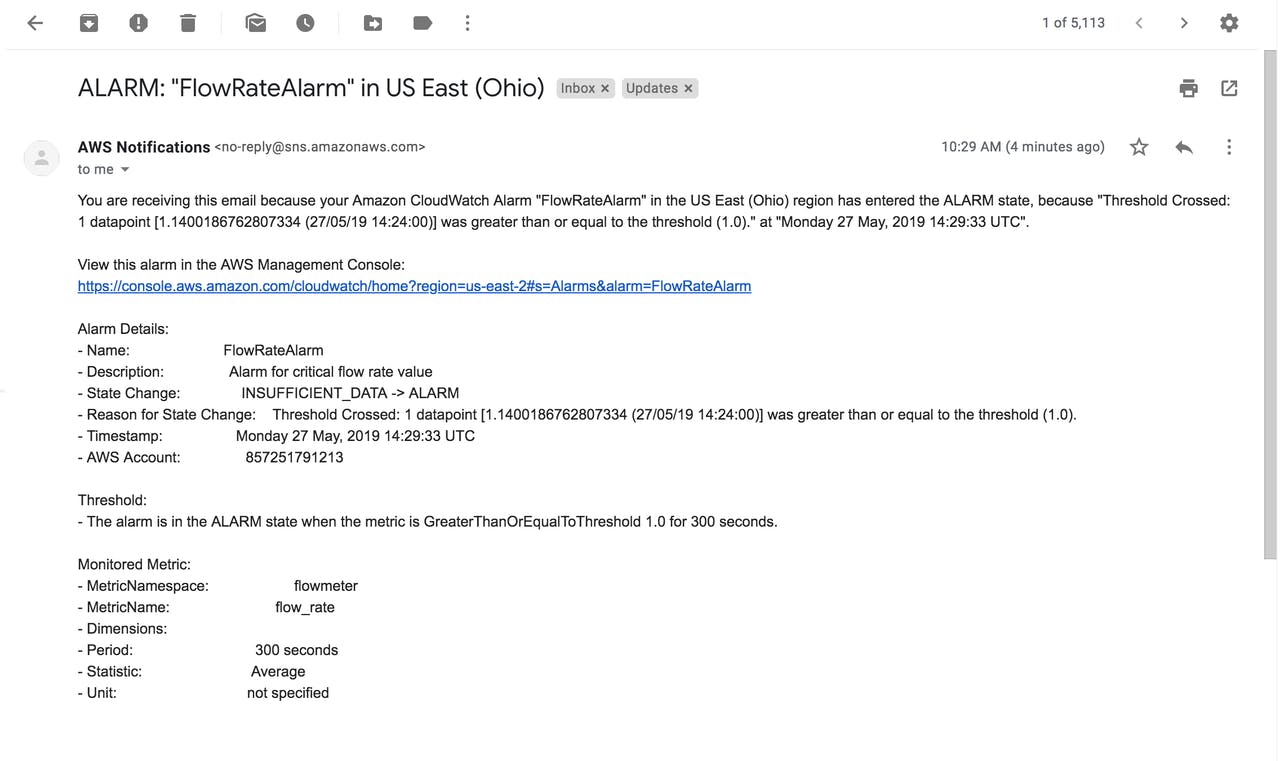 1 of 5,113
ALARM: "FlowRateAlarm" in US East (Ohio) Inbox × Updates ×
AWS Notifications <no-reply@sns.amazonaws.com> 10:29 AM (4 minutes ago)
to me
You are receiving this email because your Amazon CloudWatch Alarm "FlowRateAlarm" in the US East (Ohio) region has entered the ALARM state, because "Threshold Crossed:
1 datapoint [1.1400186762807334 (27/05/19 14:24:00)] was greater than or equal to the threshold (1.0)." at "Monday 27 May, 2019 14:29:33 UTC".
View this alarm in the AWS Management Console:
https://console.aws.amazon.com/cloudwatch/home?region=us-east-2#s=Alarms&alarm=FlowRateAlarm
Alarm Details:
- Name: FlowRateAlarm
- Description: Alarm for critical flow rate value
- State Change: INSUFFICIENT_DATA -> ALARM
- Reason for State Change: Threshold Crossed: 1 datapoint [1.1400186762807334 (27/05/19 14:24:00)] was greater than or equal to the threshold (1.0).
- Timestamp: Monday 27 May, 2019 14:29:33 UTC
- AWS Account: 857251791213
Threshold:
- The alarm is in the ALARM state when the metric is GreaterThanOrEqualToThreshold 1.0 for 300 seconds.
Monitored Metric:
- MetricNamespace: flowmeter
- MetricName: flow_rate
- Dimensions:
- Period: 300 seconds
- Statistic: Average
- Unit: not specified